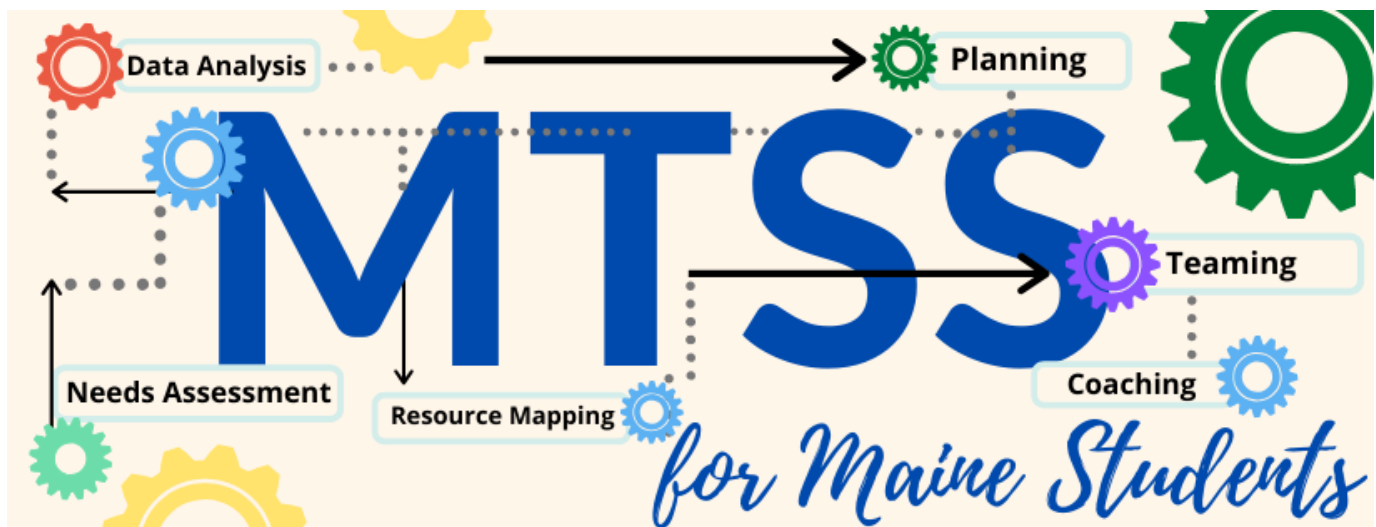 Data Analysis
Planning
MTSS
Teaming
Needs Assessment
Resource Mapping
Coaching
for Maine Students